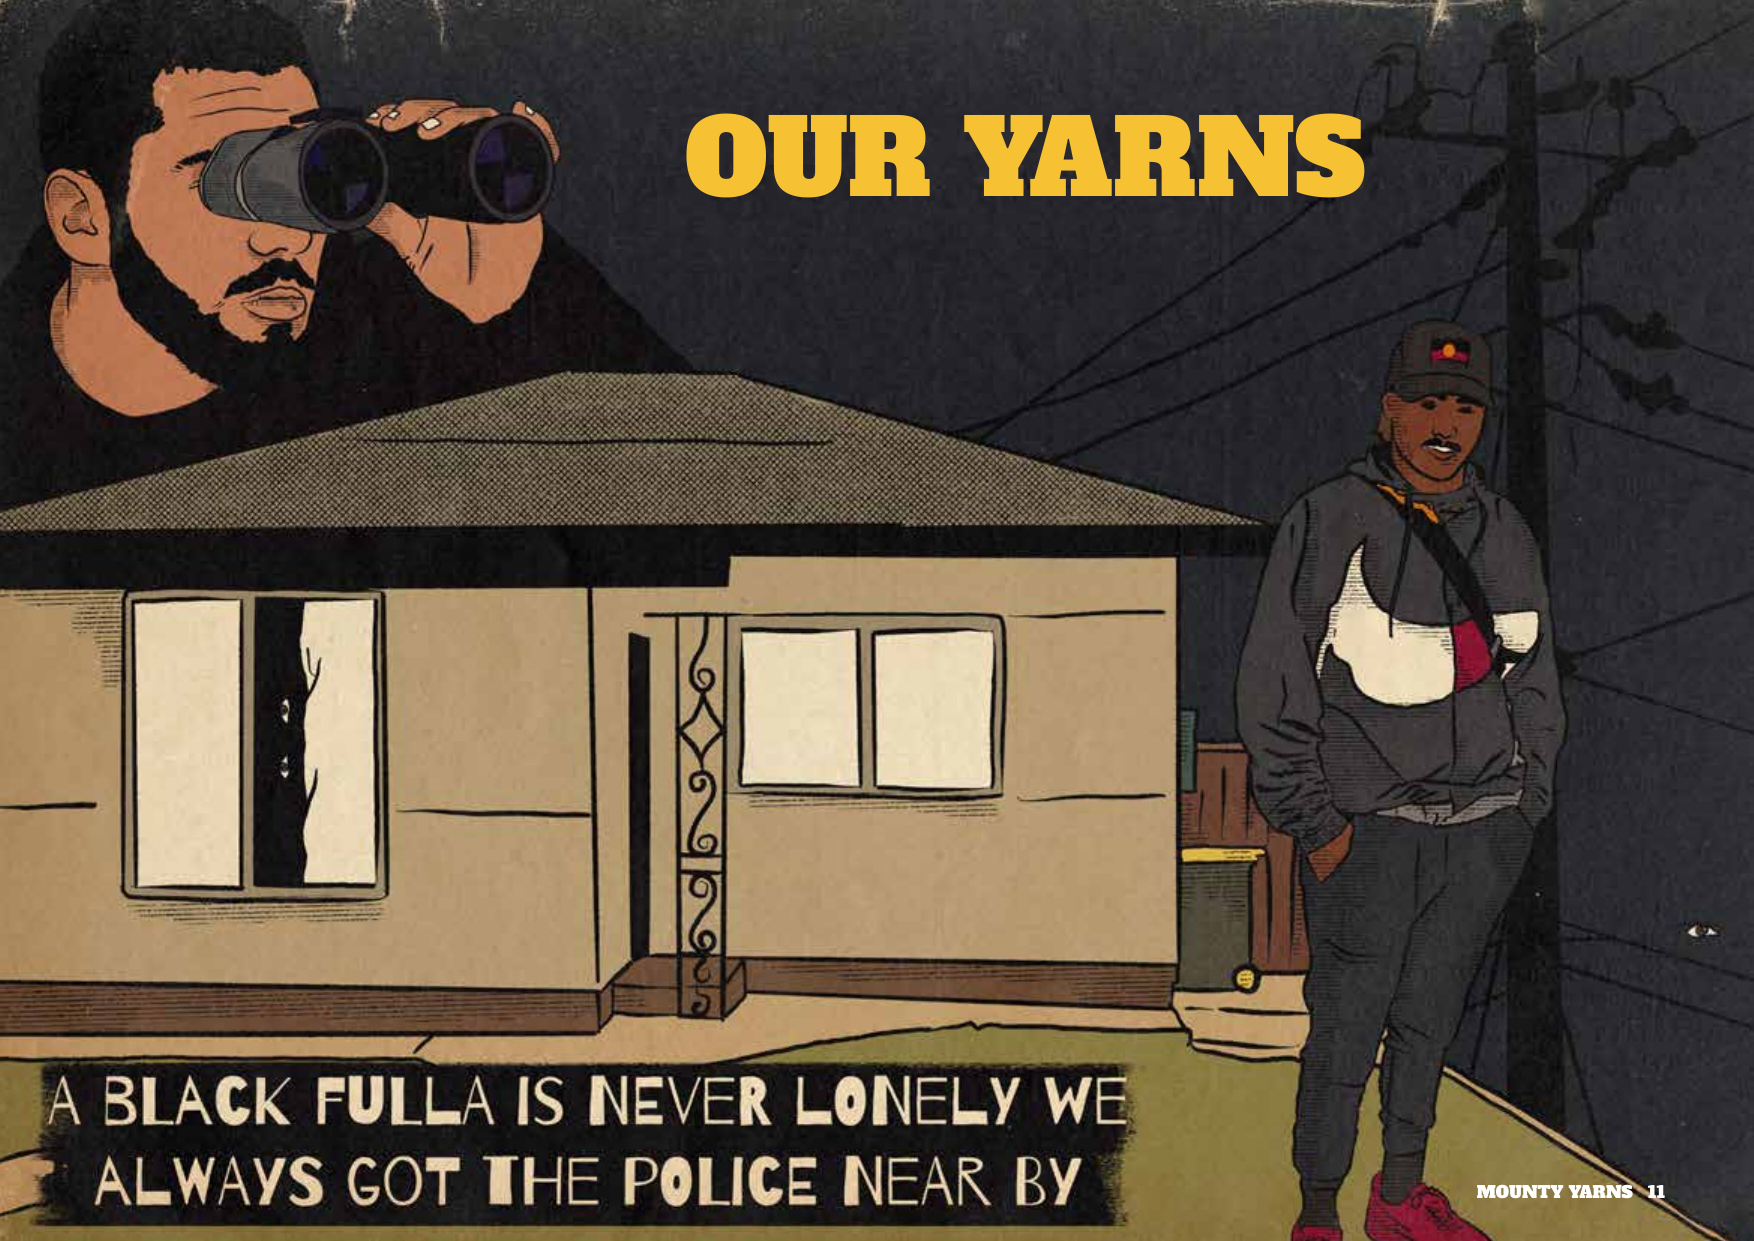 OUR YARNS
A BLACK FULLA IS NEVER LONELY WE
ALWAYS GOT THE POLICE NEAR BY
MOUNTY YARNS 11